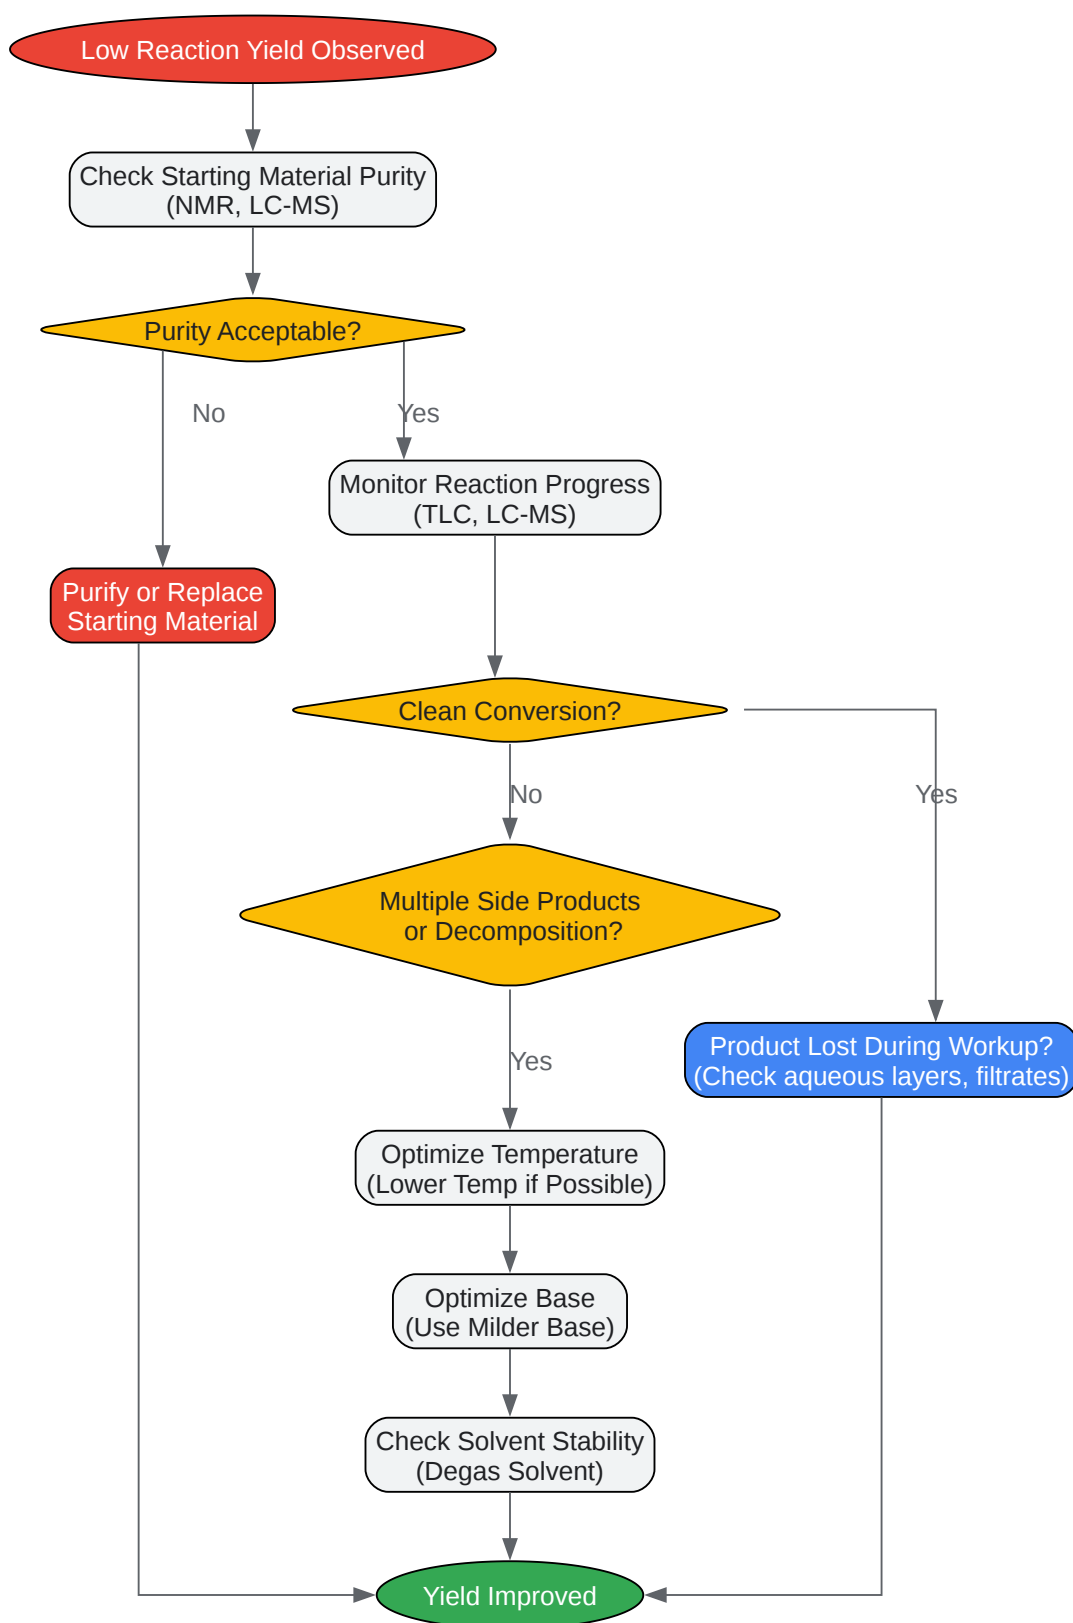 Low Reaction Yield Observed
Check Starting Material Purity
(NMR, LC-MS)
Purity Acceptable?
No
Yes
Monitor Reaction Progress
(TLC, LC-MS)
Purify or Replace
Starting Material
Clean Conversion?
No
Yes
Multiple Side Products
or Decomposition?
Product Lost During Workup?
(Check aqueous layers, filtrates)
Yes
Optimize Temperature
(Lower Temp if Possible)
Optimize Base
(Use Milder Base)
Check Solvent Stability
(Degas Solvent)
Yield Improved